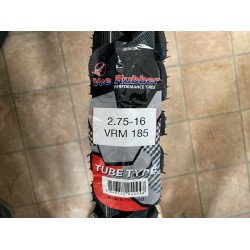 Vee Rubber
PERFORMANCE TIRES
2.75-16
VRM 185
TUBE TYPE